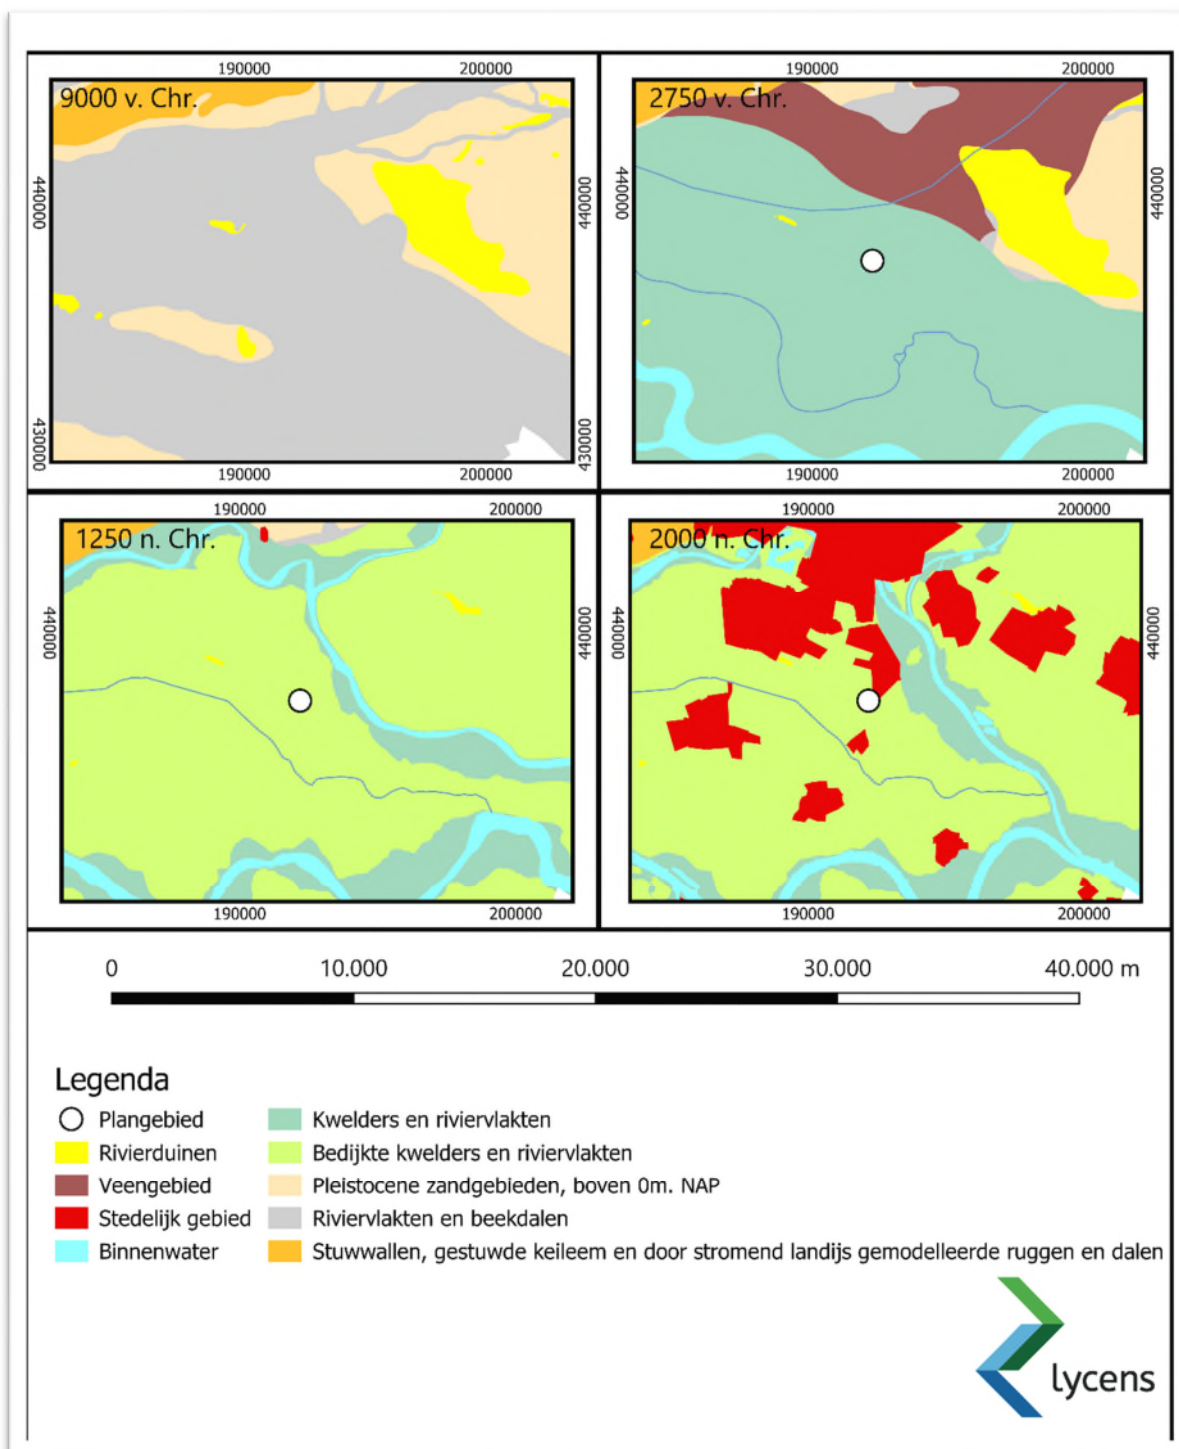 190000 200000
9000 v. Chr.
440000 440000
430000 430000
190000 200000
190000 200000
2750 v. Chr.
440000 440000
190000 200000
190000 200000
1250 n. Chr.
440000 440000
190000 200000
190000 200000
2000 n. Chr.
440000 440000
190000 200000
0 10.000 20.000 30.000 40.000 m
Legenda
Plangebied
Rivierduinen
Veengebied
Stedelijk gebied
Binnenwater
Kwelders en riviervlakten
Bedijkte kwelders en riviervlakten
Pleistocene zandgebieden, boven 0m. NAP
Riviervlakten en beekdalen
Stuwwallen, gestuwde keileem en door stromend landijs gemodelleerde ruggen en dalen
lycens